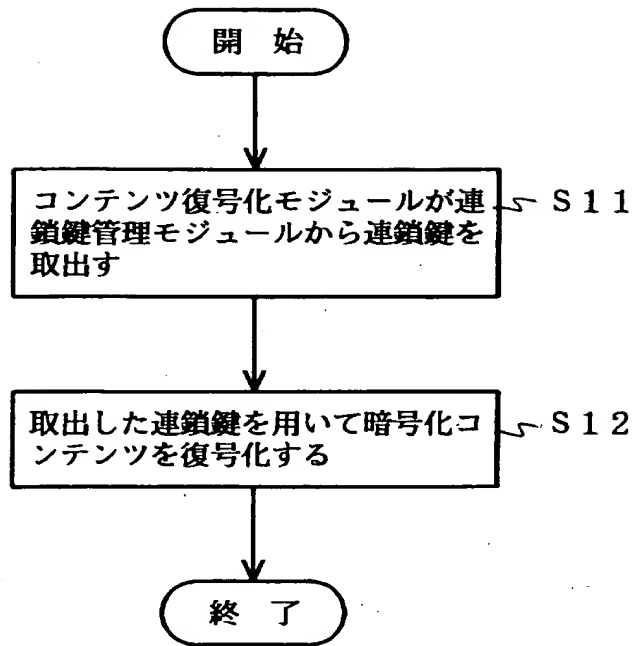 開　始
コンテンツ復号化モジュールが連
鎖鍵管理モジュールから連鎖鍵を
取出す
S11
取出した連鎖鍵を用いて暗号化コ
ンテンツを復号化する
S12
終　了